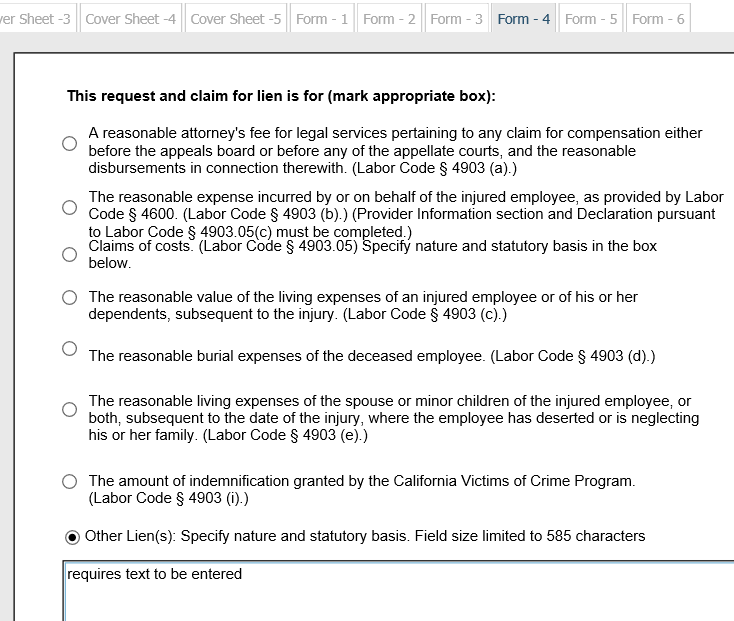 er Sheet -3 Cover Sheet -4 Cover Sheet -5 Form - 1 Form - 2 Form - 3 Form - 4 Form - 5 Form - 6
This request and claim for lien is for (mark appropriate box):
A reasonable attorney's fee for legal services pertaining to any claim for compensation either
before the appeals board or before any of the appellate courts, and the reasonable
disbursements in connection therewith. (Labor Code § 4903 (a).)
The reasonable expense incurred by or on behalf of the injured employee, as provided by Labor
Code § 4600. (Labor Code § 4903 (b).) (Provider Information section and Declaration pursuant
to Labor Code § 4903.05(c) must be completed.)
Claims of costs. (Labor Code § 4903.05) Specify nature and statutory basis in the box
below.
The reasonable value of the living expenses of an injured employee or of his or her
dependents, subsequent to the injury. (Labor Code § 4903 (c).)
The reasonable burial expenses of the deceased employee. (Labor Code § 4903 (d).)
The reasonable living expenses of the spouse or minor children of the injured employee, or
both, subsequent to the date of the injury, where the employee has deserted or is neglecting
his or her family. (Labor Code § 4903 (e).)
The amount of indemnification granted by the California Victims of Crime Program.
(Labor Code § 4903 (i).)
Other Lien(s): Specify nature and statutory basis. Field size limited to 585 characters
requires text to be entered